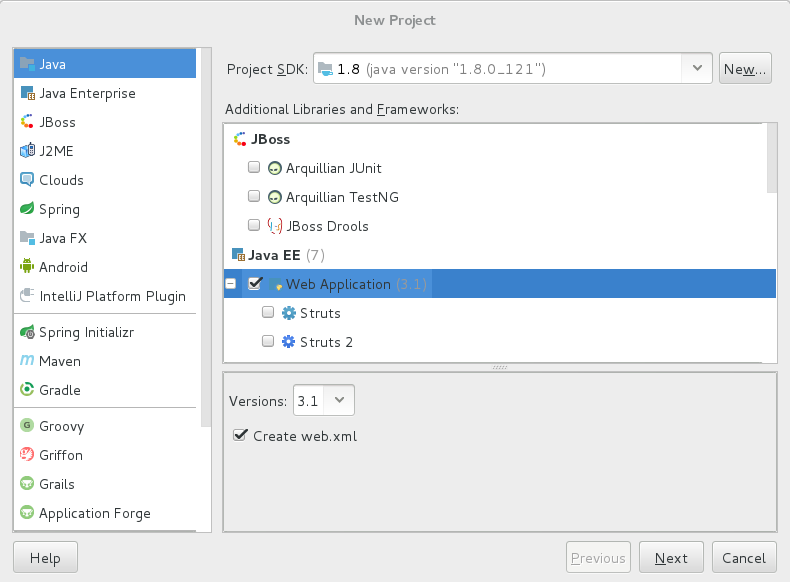 New Project
Java
Java Enterprise
JBoss
J2ME
Clouds
Spring
Java FX
Android
IntelliJ Platform Plugin
Spring Initializr
Maven
Gradle
Groovy
Griffon
Grails
Application Forge
Project SDK: 1.8 (java version "1.8.0_121") New...
Additional Libraries and Frameworks:
JBoss
Arquillian JUnit
Arquillian TestNG
JBoss Drools
Java EE (7)
Web Application (3.1)
Struts
Struts 2
Versions: 3.1
Create web.xml
Help Previous Next Cancel